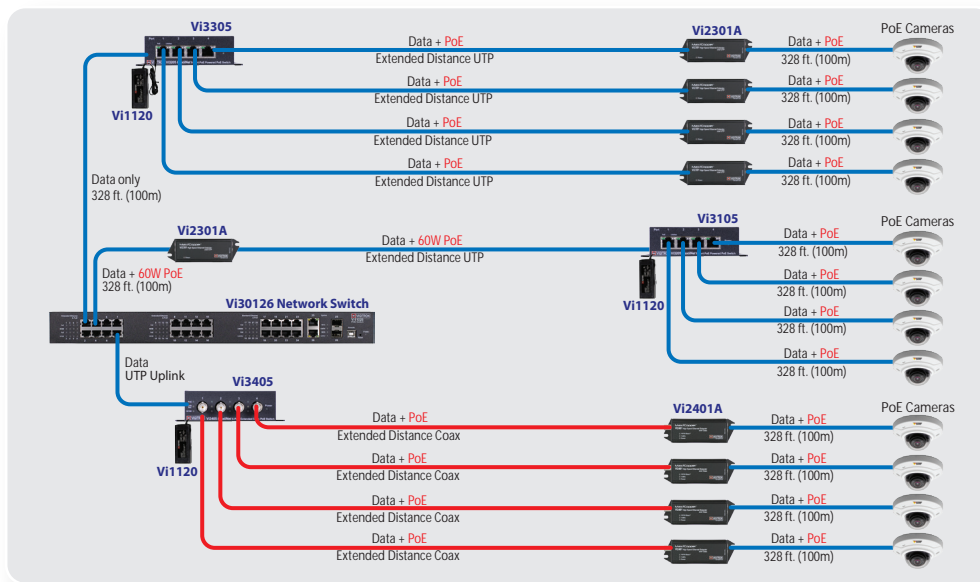 Vi3305
Vi2301A
PoE Cameras
Data + PoE
Extended Distance UTP
Data + PoE
328 ft. (100m)
Data + PoE
Extended Distance UTP
Data + PoE
328 ft. (100m)
Vi1120
Data + PoE
Extended Distance UTP
Data + PoE
328 ft. (100m)
Data + PoE
Extended Distance UTP
Data + PoE
328 ft. (100m)
Data only
328 ft. (100m)
Vi2301A
Vi3105
PoE Cameras
Data + 60W PoE
Extended Distance UTP
Data + PoE
328 ft. (100m)
Data + 60W PoE
328 ft. (100m)
Data + PoE
328 ft. (100m)
Vi1120
Vi30126 Network Switch
Data + PoE
328 ft. (100m)
Data + PoE
328 ft. (100m)
Data
UTP Uplink
Vi3405
Vi2401A
PoE Cameras
Data + PoE
Extended Distance Coax
Data + PoE
328 ft. (100m)
Vi1120
Data + PoE
Extended Distance Coax
Data + PoE
328 ft. (100m)
Data + PoE
Extended Distance Coax
Data + PoE
328 ft. (100m)
Data + PoE
Extended Distance Coax
Data + PoE
328 ft. (100m)